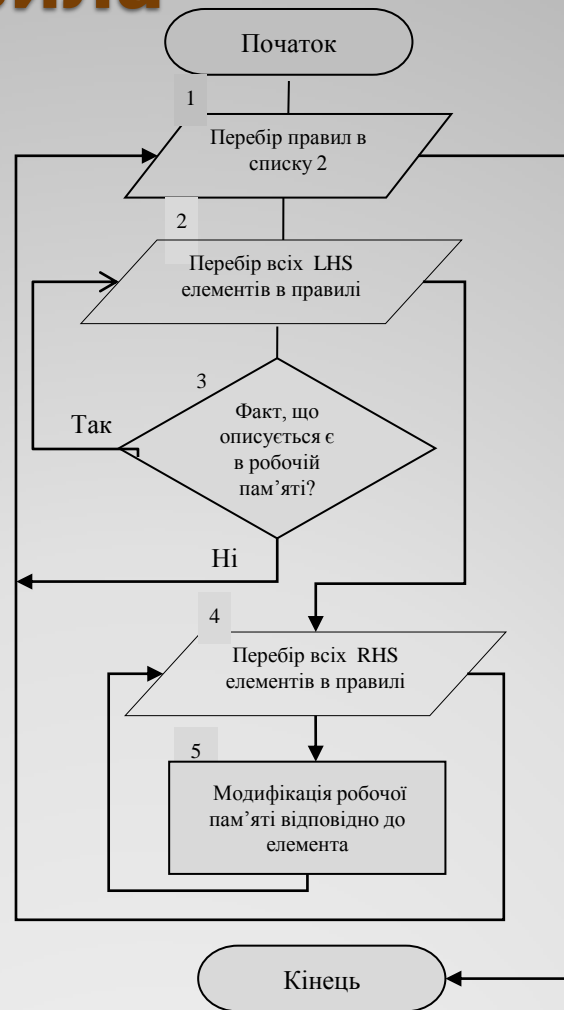 Початок
1
Перебір правил в
списку 2
2
Перебір всіх LHS
елементів в правилі
3
Факт, що
описується є
в робочій
пам’яті?
Так
Ні
4
Перебір всіх RHS
елементів в правилі
5
Модифікація робочої
пам’яті відповідно до
елемента
Кінець